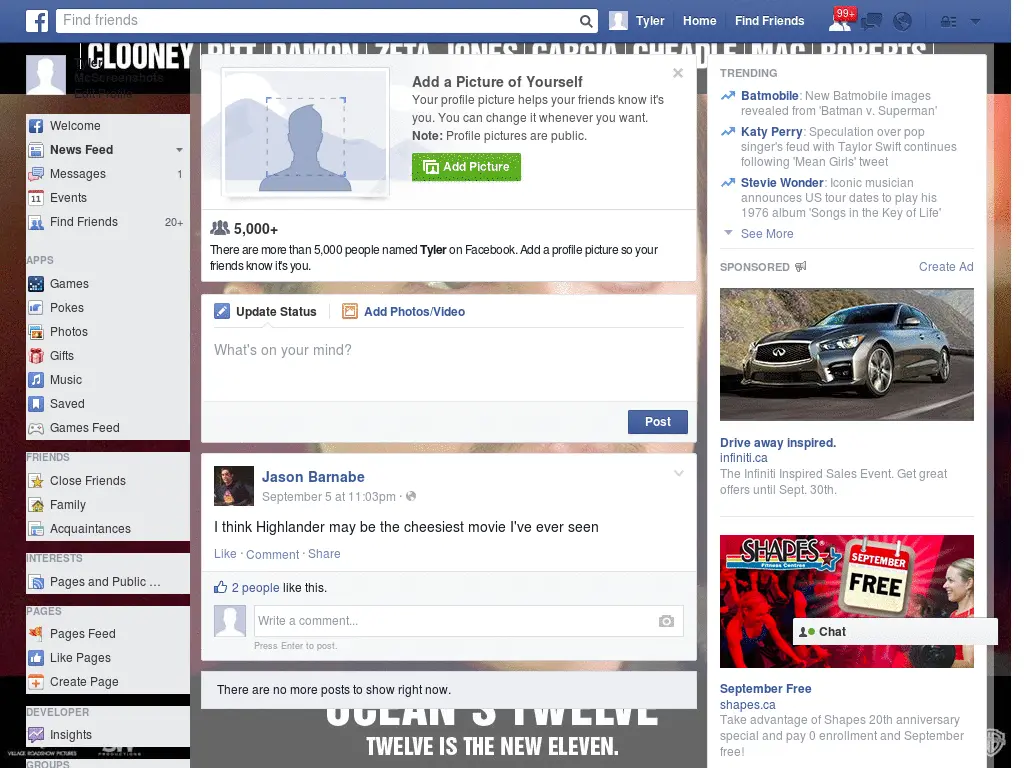 Find friends
Tyler
Home
Find Friends
99+
CLOONEY PITT DAMON ZETA JONES GARCIA CHEADLE MAC ROBERTS
Tyler
McScreenshots
Edit Profile
Welcome
News Feed
Messages 1
11 Events
Find Friends 20+
APPS
Games
Pokes
Photos
Gifts
Music
Saved
Games Feed
FRIENDS
Close Friends
Family
Acquaintances
INTERESTS
Pages and Public ...
PAGES
Pages Feed
Like Pages
Create Page
DEVELOPER
Insights
GROUPS
VILLAGE ROADSHOW PICTURES
PRODUCTIONS
Add a Picture of Yourself
Your profile picture helps your friends know it's
you. You can change it whenever you want.
Note: Profile pictures are public.
Add Picture
5,000+
There are more than 5,000 people named Tyler on Facebook. Add a profile picture so your
friends know it's you.
Update Status
Add Photos/Video
What's on your mind?
Post
Jason Barnabe
September 5 at 11:03pm ·
I think Highlander may be the cheesiest movie I've ever seen
Like · Comment · Share
2 people like this.
Write a comment...
Press Enter to post.
There are no more posts to show right now.
OCEAN'S TWELVE
TWELVE IS THE NEW ELEVEN.
TRENDING
Batmobile: New Batmobile images
revealed from 'Batman v. Superman'
Katy Perry: Speculation over pop
singer's feud with Taylor Swift continues
following 'Mean Girls' tweet
Stevie Wonder: Iconic musician
announces US tour dates to play his
1976 album 'Songs in the Key of Life'
See More
SPONSORED
Create Ad
Drive away inspired.
infiniti.ca
The Infiniti Inspired Sales Event. Get great
offers until Sept. 30th.
SHAPES
Fitness Centres
SEPTEMBER
FREE
Chat
September Free
shapes.ca
Take advantage of Shapes 20th anniversary
special and pay 0 enrollment and September
free!